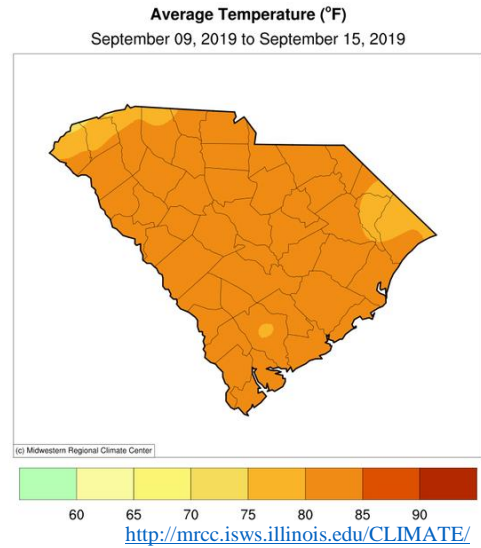 Average Temperature (°F)
September 09, 2019 to September 15, 2019
(c) Midwestern Regional Climate Center
60 65 70 75 80 85 90
http://mrcc.isws.illinois.edu/CLIMATE/